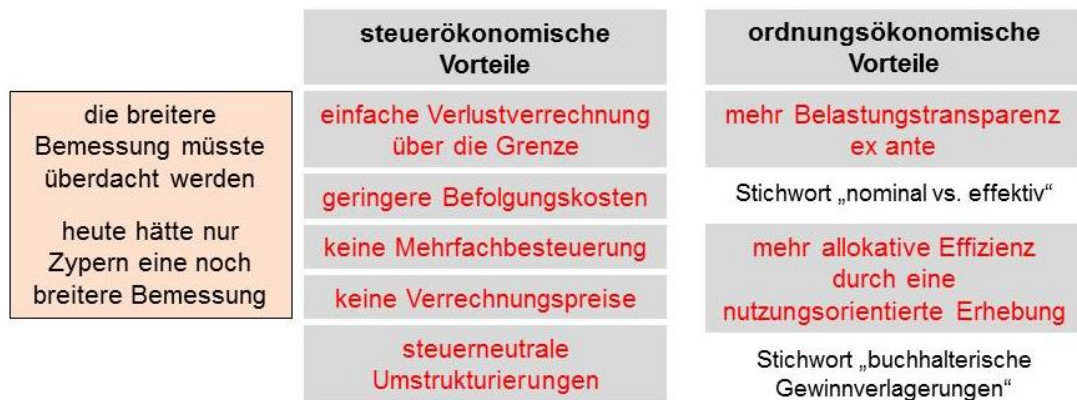 die breitere
Bemessung müsste
überdacht werden
heute hätte nur
Zypern eine noch
breitere Bemessung
steuerökonomische
Vorteile
einfache Verlustverrechnung
über die Grenze
geringere Befolgungskosten
keine Mehrfachbesteuerung
keine Verrechnungspreise
steuerneutrale
Umstrukturierungen
ordnungsökonomische
Vorteile
mehr Belastungstransparenz
ex ante
Stichwort „nominal vs. effektiv“
mehr allokative Effizienz
durch eine
nutzungsorientierte Erhebung
Stichwort „buchhalterische
Gewinnverlagerungen“